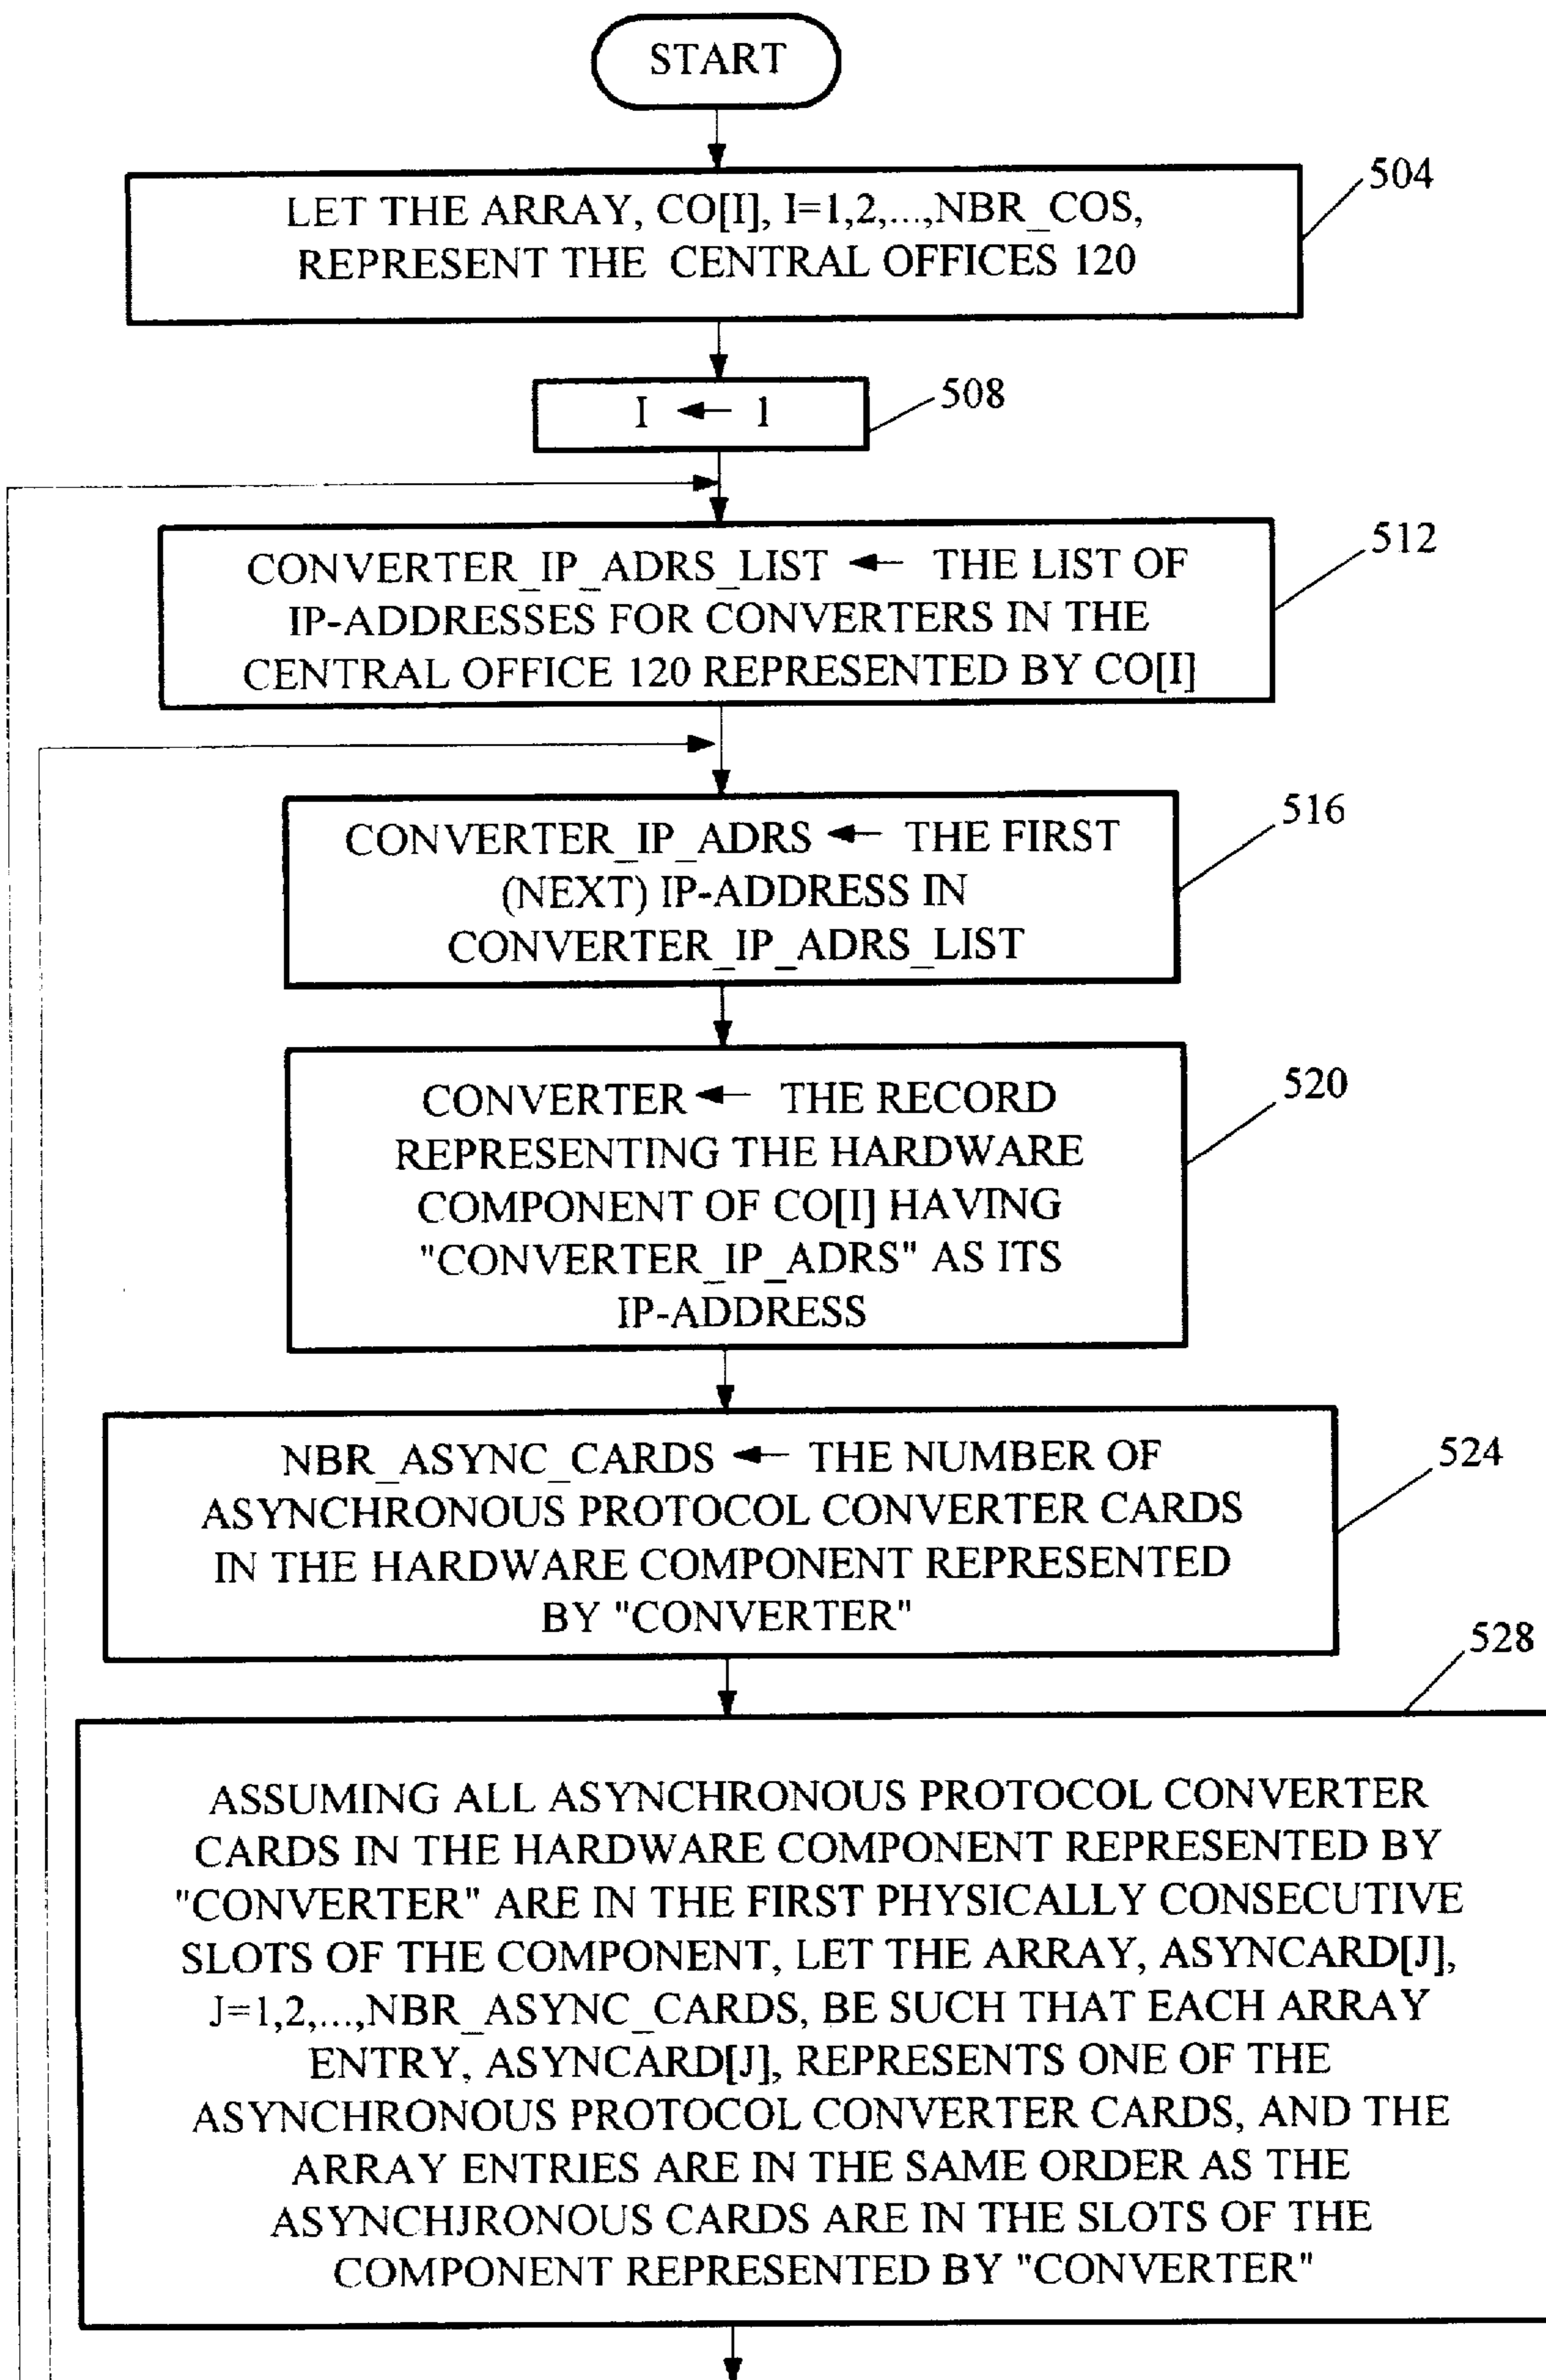 START
504
LET THE ARRAY, CO[I], I=1,2,...,NBR_COS,
REPRESENT THE CENTRAL OFFICES 120
508
I ← 1
512
CONVERTER_IP_ADRS_LIST ← THE LIST OF
IP-ADDRESSES FOR CONVERTERS IN THE
CENTRAL OFFICE 120 REPRESENTED BY CO[I]
516
CONVERTER_IP_ADRS ← THE FIRST
(NEXT) IP-ADDRESS IN
CONVERTER_IP_ADRS_LIST
520
CONVERTER ← THE RECORD
REPRESENTING THE HARDWARE
COMPONENT OF CO[I] HAVING
"CONVERTER_IP_ADRS" AS ITS
IP-ADDRESS
524
NBR_ASYNC_CARDS ← THE NUMBER OF
ASYNCHRONOUS PROTOCOL CONVERTER CARDS
IN THE HARDWARE COMPONENT REPRESENTED
BY "CONVERTER"
528
ASSUMING ALL ASYNCHRONOUS PROTOCOL CONVERTER
CARDS IN THE HARDWARE COMPONENT REPRESENTED BY
"CONVERTER" ARE IN THE FIRST PHYSICALLY CONSECUTIVE
SLOTS OF THE COMPONENT, LET THE ARRAY, ASYNCARD[J],
J=1,2,...,NBR_ASYNC_CARDS, BE SUCH THAT EACH ARRAY
ENTRY, ASYNCARD[J], REPRESENTS ONE OF THE
ASYNCHRONOUS PROTOCOL CONVERTER CARDS, AND THE
ARRAY ENTRIES ARE IN THE SAME ORDER AS THE
ASYNCHJRONOUS CARDS ARE IN THE SLOTS OF THE
COMPONENT REPRESENTED BY "CONVERTER"